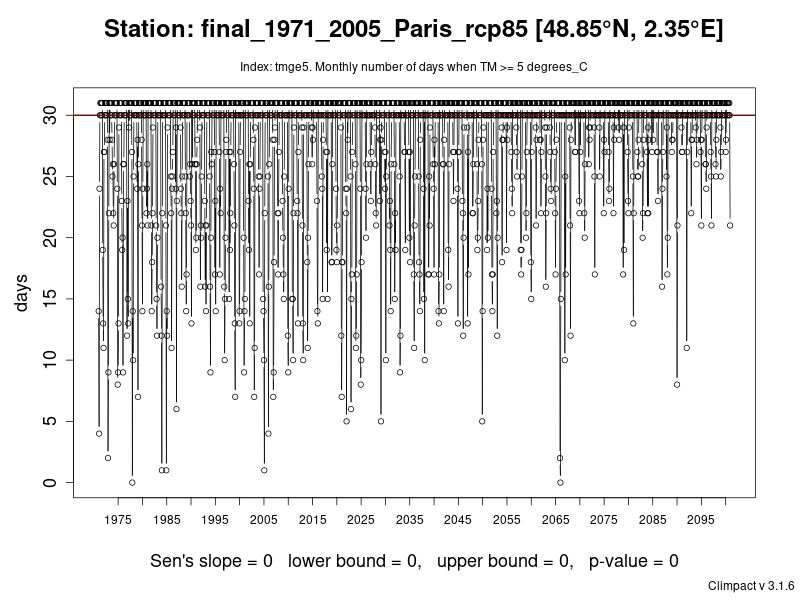 Station: final_1971_2005_Paris_rcp85 [48.85°N, 2.35°E]
Index: tmge5. Monthly number of days when TM >= 5 degrees_C
30
25
20
15
10
5
0
days
1975 1985 1995 2005 2015 2025 2035 2045 2055 2065 2075 2085 2095
Sen's slope = 0 lower bound = 0, upper bound = 0, p-value = 0
Climpact v 3.1.6